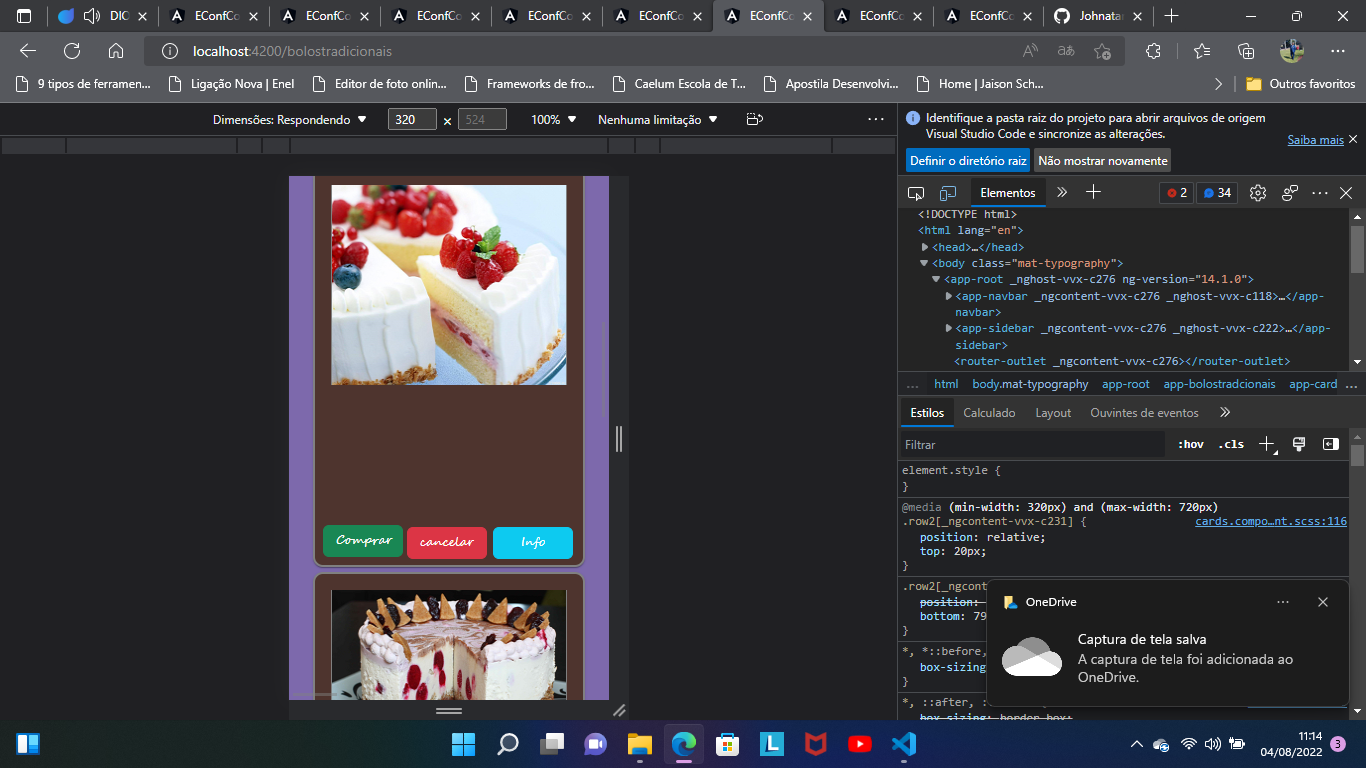 DIC
EConfCo
EConfCo
EConfCo
EConfCo
EConfCo
EConfCo
EConfCo
EConfCo
Johnatar
localhost:4200/bolostradicionais
9 tipos de ferramen...
Ligação Nova | Enel
Editor de foto onlin...
Frameworks de fro...
Caelum Escola de T...
Apostila Desenvolvi...
Home | Jaison Sch...
Outros favoritos
Dimensões: Respondendo
320 × 524
100%
Nenhuma limitação
Identifique a pasta raiz do projeto para abrir arquivos de origem
Visual Studio Code e sincronize as alterações.
Saiba mais
Definir o diretório raiz
Não mostrar novamente
Elementos
2
34
<!DOCTYPE html>
<html lang="en">
<head>…</head>
<body class="mat-typography">
<app-root _nghost-vvx-c276 ng-version="14.1.0">
<app-navbar _ngcontent-vvx-c276 _nghost-vvx-c118>…</app-
navbar>
<app-sidebar _ngcontent-vvx-c276 _nghost-vvx-c222>…</app-
sidebar>
<router-outlet _ngcontent-vvx-c276></router-outlet>
... html body.mat-typography app-root app-bolostradcionais app-card ...
Estilos Calculado Layout Ouvintes de eventos
Filtrar
:hov .cls
element.style {
}
@media (min-width: 320px) and (max-width: 720px)
.row2[_ngcontent-vvx-c231] { cards.compo…nt.scss:116
position: relative;
top: 20px;
}
.row2[_ngcont
position:
bottom: 79
}
*, *::before,
box-sizing
}
*, ::after, :
box-sizing: border-box;
Comprar
cancelar
Info
OneDrive
Captura de tela salva
A captura de tela foi adicionada ao
OneDrive.
L
11:14
04/08/2022
3